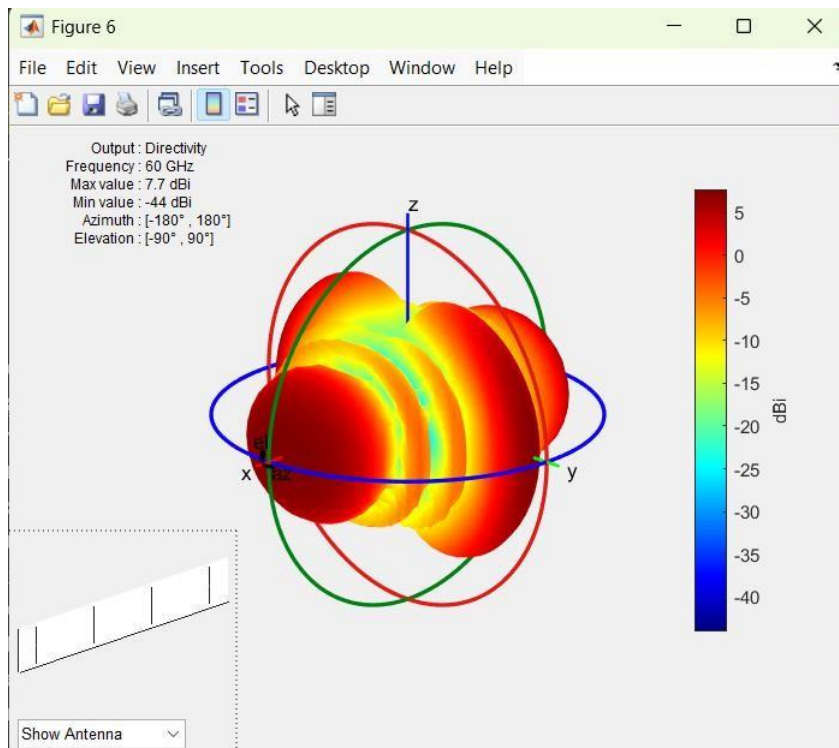 Figure 6
File Edit View Insert Tools Desktop Window Help
Output : Directivity
Frequency : 60 GHz
Max value : 7.7 dBi
Min value : -44 dBi
Azimuth : [-180° , 180°]
Elevation : [-90° , 90°]
z
5
0
-5
-10
-15
-20
-25
-30
-35
-40
dBi
el
x az
y
Show Antenna